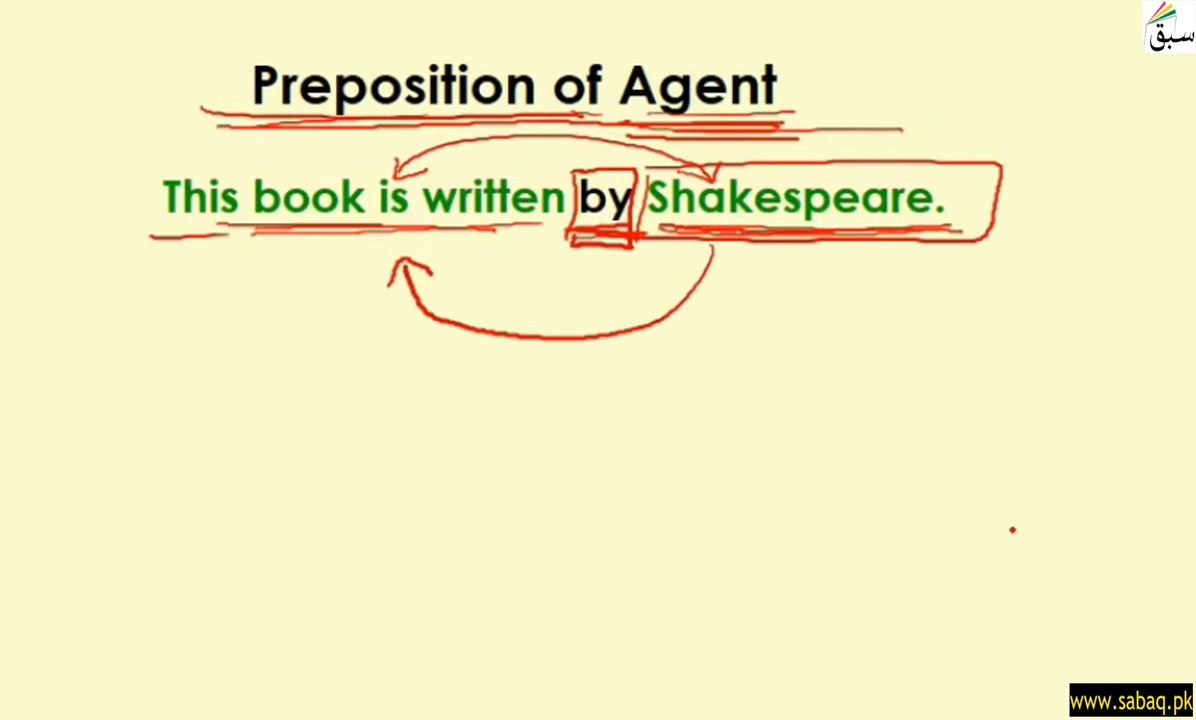 سبق
Preposition of Agent
This book is written by Shakespeare.
www.sabaq.pk